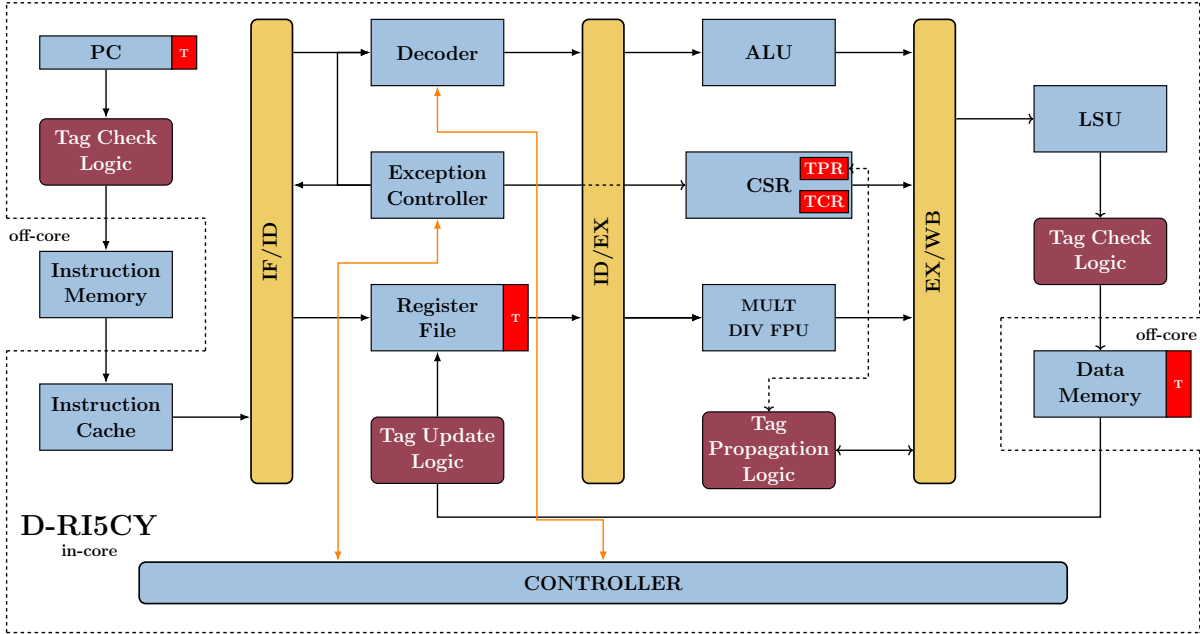 PC
T
Tag Check
Logic
off-core
Instruction
Memory
Instruction
Cache
IF/ID
Decoder
Exception
Controller
Register
File
T
Tag Update
Logic
ID/EX
ALU
CSR
TPR
TCR
MULT
DIV FPU
Tag
Propagation
Logic
EX/WB
LSU
Tag Check
Logic
off-core
Data
Memory
T
D-RI5CY
in-core
CONTROLLER